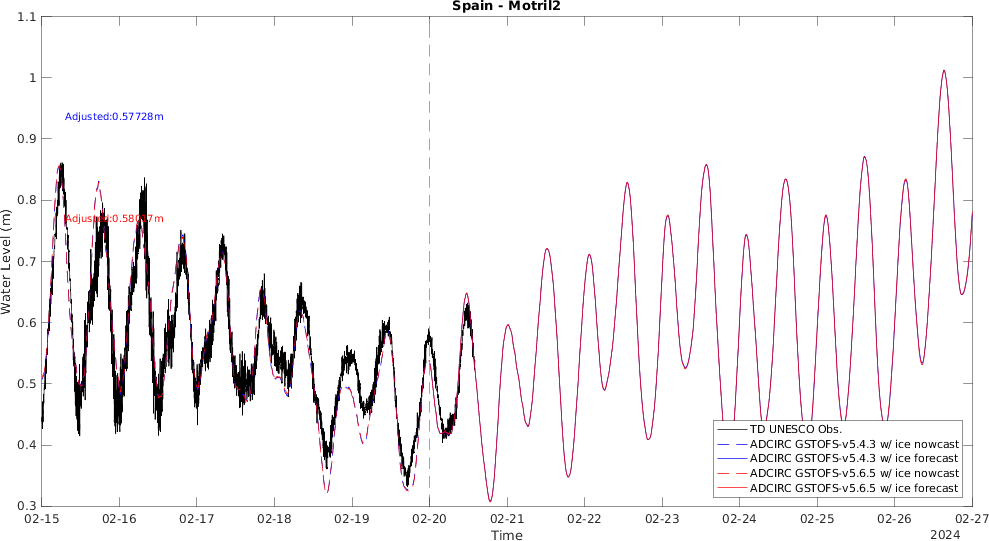 Spain - Motril2
1.1
1
0.9
0.8
0.7
0.6
0.5
0.4
0.3
Water Level (m)
Adjusted:0.57728m
02-15
02-16
02-17
02-18
02-19
02-20
02-21
02-22
02-23
02-24
02-25
02-26
02-27
2024
Time
TD UNESCO Obs.
ADCIRC GSTOFS-v5.4.3 w/ ice nowcast
ADCIRC GSTOFS-v5.4.3 w/ ice forecast
ADCIRC GSTOFS-v5.6.5 w/ ice nowcast
ADCIRC GSTOFS-v5.6.5 w/ ice forecast